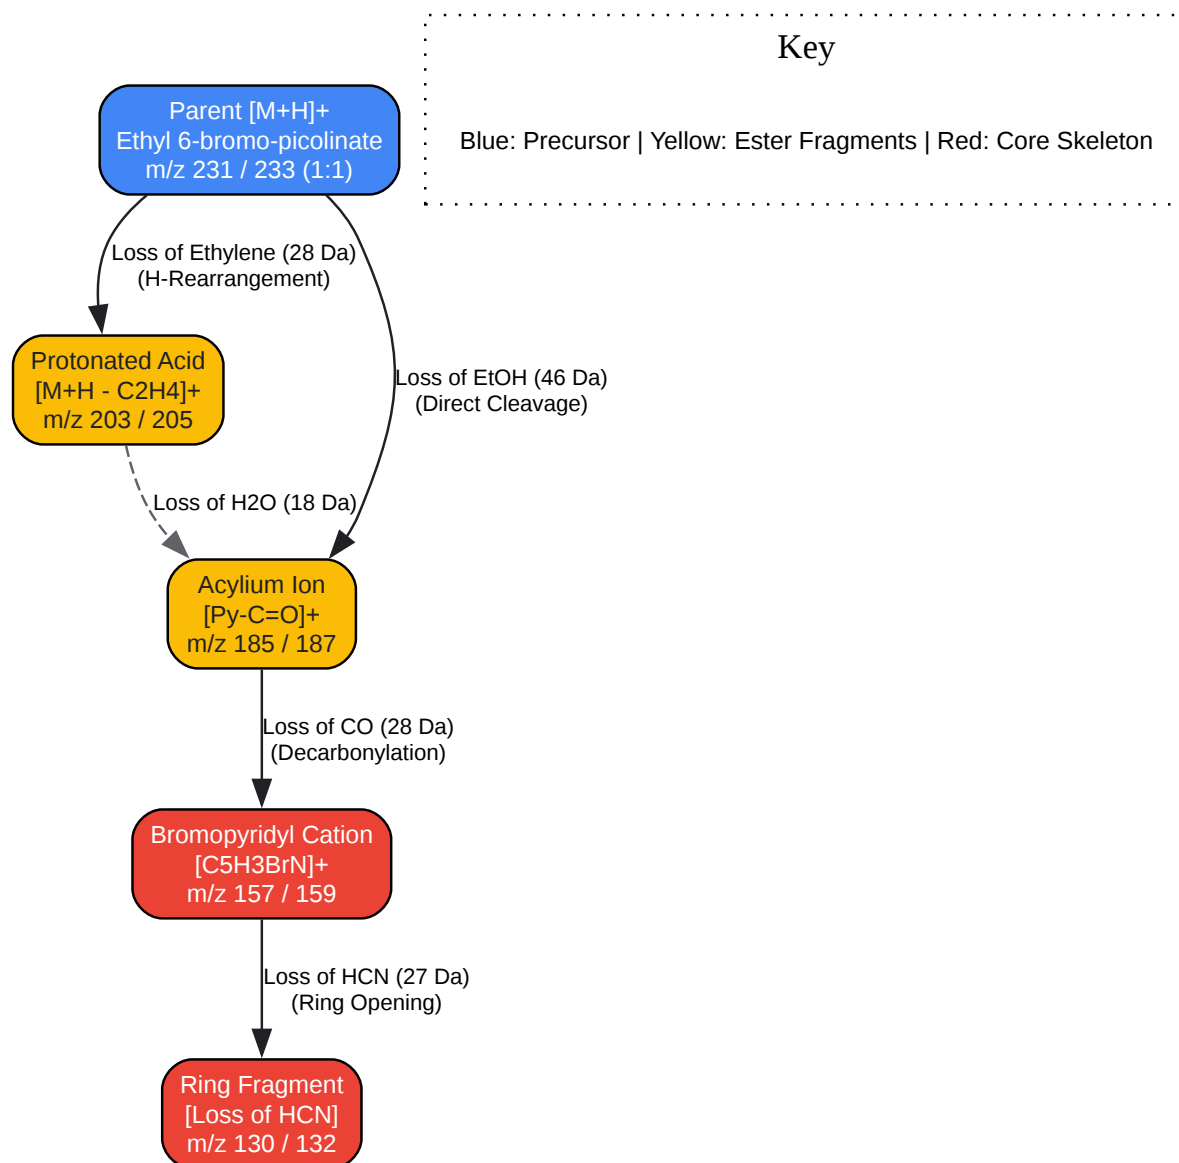 Key
Blue: Precursor | Yellow: Ester Fragments | Red: Core Skeleton
Parent [M+H]+
Ethyl 6-bromo-picolinate
m/z 231 / 233 (1:1)
Loss of Ethylene (28 Da)
(H-Rearrangement)
Protonated Acid
[M+H - C2H4]+
m/z 203 / 205
Loss of EtOH (46 Da)
(Direct Cleavage)
Loss of H2O (18 Da)
Acylium Ion
[Py-C=O]+
m/z 185 / 187
Loss of CO (28 Da)
(Decarbonylation)
Bromopyridyl Cation
[C5H3BrN]+
m/z 157 / 159
Loss of HCN (27 Da)
(Ring Opening)
Ring Fragment
[Loss of HCN]
m/z 130 / 132